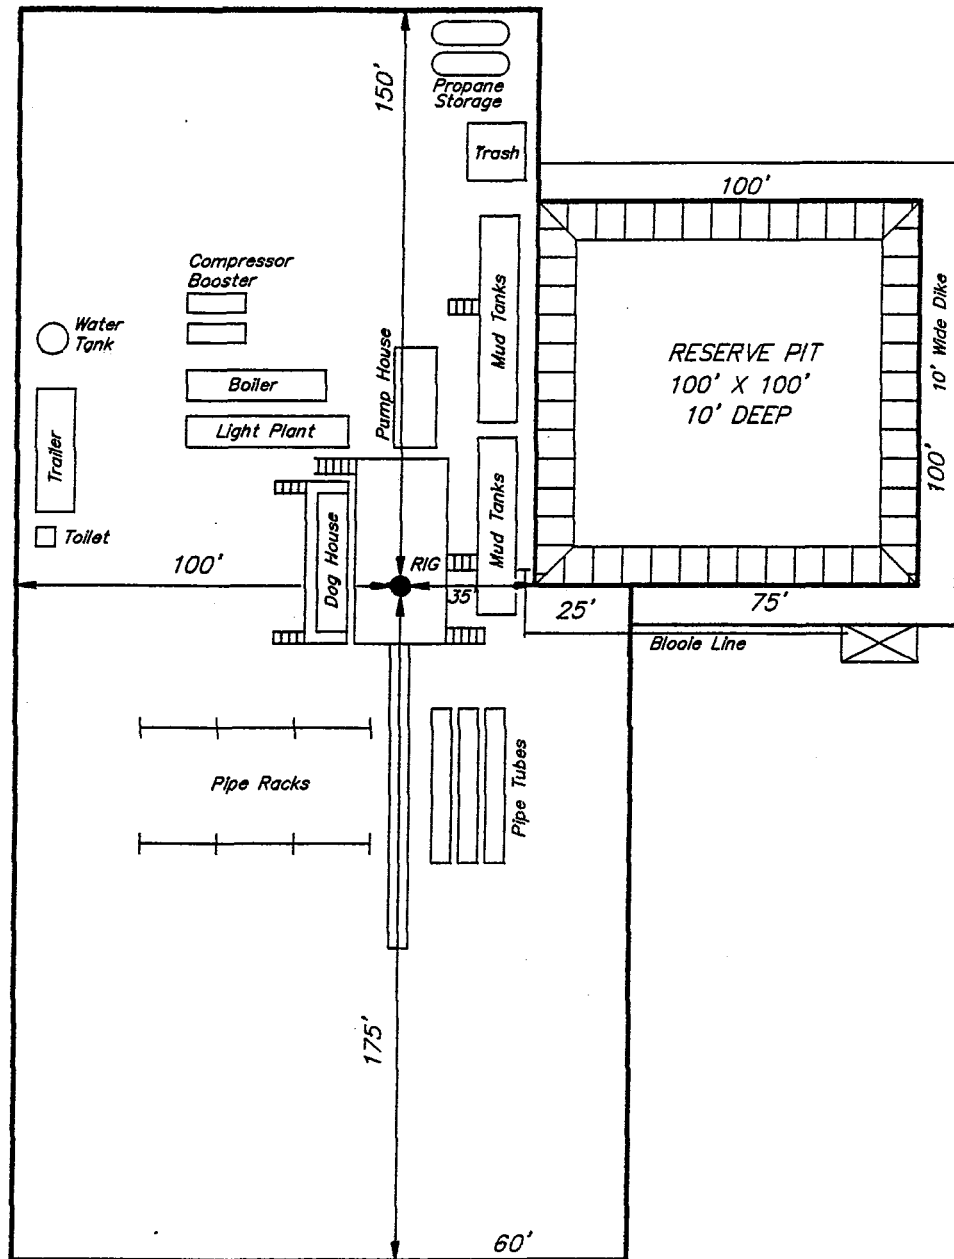 150'
Propane
Storage
Trash
100'
Compressor
Booster
Water
Tank
Mud Tanks
10' Wide Dike
RESERVE PIT
100' X 100'
10' DEEP
Pump House
Boiler
Light Plant
Trailer
100'
Mud Tanks
Toilet
Dog House
100'
RIG
35'
25'
75'
Blooie Line
Pipe Racks
Pipe Tubes
175'
60'